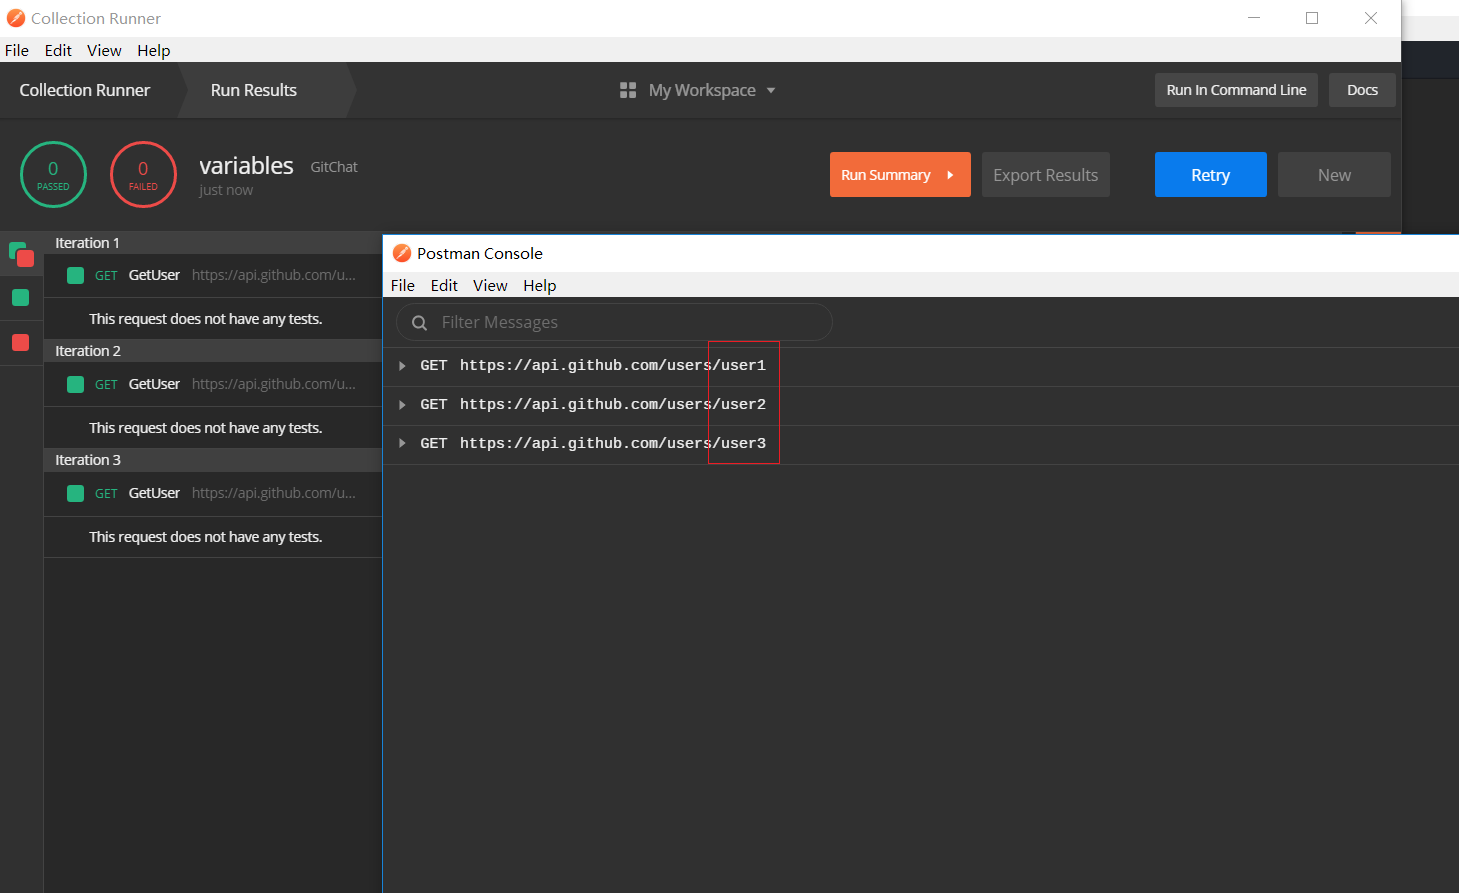 Collection Runner
File Edit View Help
Collection Runner Run Results My Workspace Run In Command Line Docs
0 PASSED
0 FAILED
variables GitChat
just now
Run Summary Export Results Retry New
Iteration 1
GET GetUser https://api.github.com/u...
This request does not have any tests.
Iteration 2
GET GetUser https://api.github.com/u...
This request does not have any tests.
Iteration 3
GET GetUser https://api.github.com/u...
This request does not have any tests.
Postman Console
File Edit View Help
Filter Messages
GET https://api.github.com/users/user1
GET https://api.github.com/users/user2
GET https://api.github.com/users/user3